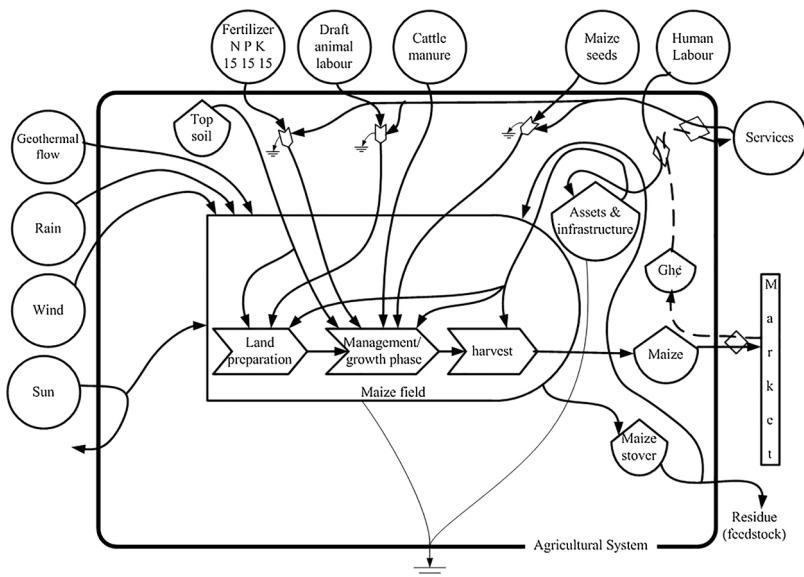 Fertilizer
N P K
15 15 15
Draft
animal
labour
Cattle
manure
Maize
seeds
Human
Labour
Top
soil
Services
Geothermal
flow
Assets &
infrastructure
Rain
Gh¢
Wind
M
a
r
k
e
t
Land
preparation
Management/
growth phase
harvest
Maize
Sun
Maize field
Maize
stover
Residue
(feedstock)
Agricultural System